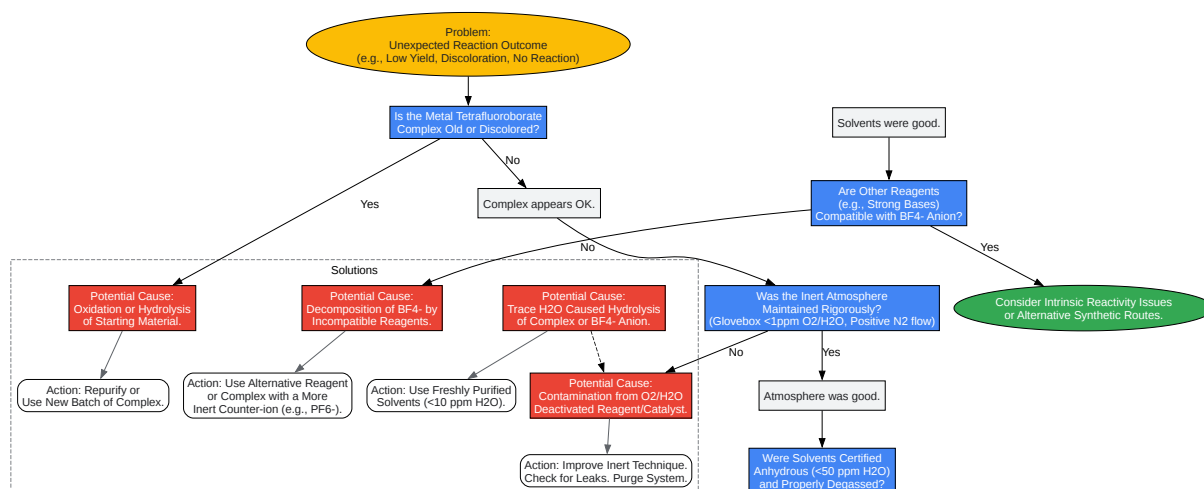 Problem:
Unexpected Reaction Outcome
(e.g., Low Yield, Discoloration, No Reaction)
Is the Metal Tetrafluoroborate
Complex Old or Discolored?
Solvents were good.
No
Yes
Complex appears OK.
Are Other Reagents
(e.g., Strong Bases)
Compatible with BF4- Anion?
No
Yes
Solutions
Potential Cause:
Oxidation or Hydrolysis
of Starting Material.
Potential Cause:
Decomposition of BF4- by
Incompatible Reagents.
Potential Cause:
Trace H2O Caused Hydrolysis
of Complex or BF4- Anion.
Was the Inert Atmosphere
Maintained Rigorously?
(Glovebox <1ppm O2/H2O, Positive N2 flow)
Consider Intrinsic Reactivity Issues
or Alternative Synthetic Routes.
No
Yes
Action: Repurify or
Use New Batch of Complex.
Action: Use Alternative Reagent
or Complex with a More
Inert Counter-ion (e.g., PF6-).
Action: Use Freshly Purified
Solvents (<10 ppm H2O).
Potential Cause:
Contamination from O2/H2O
Deactivated Reagent/Catalyst.
Atmosphere was good.
Action: Improve Inert Technique.
Check for Leaks. Purge System.
Were Solvents Certified
Anhydrous (<50 ppm H2O)
and Properly Degassed?